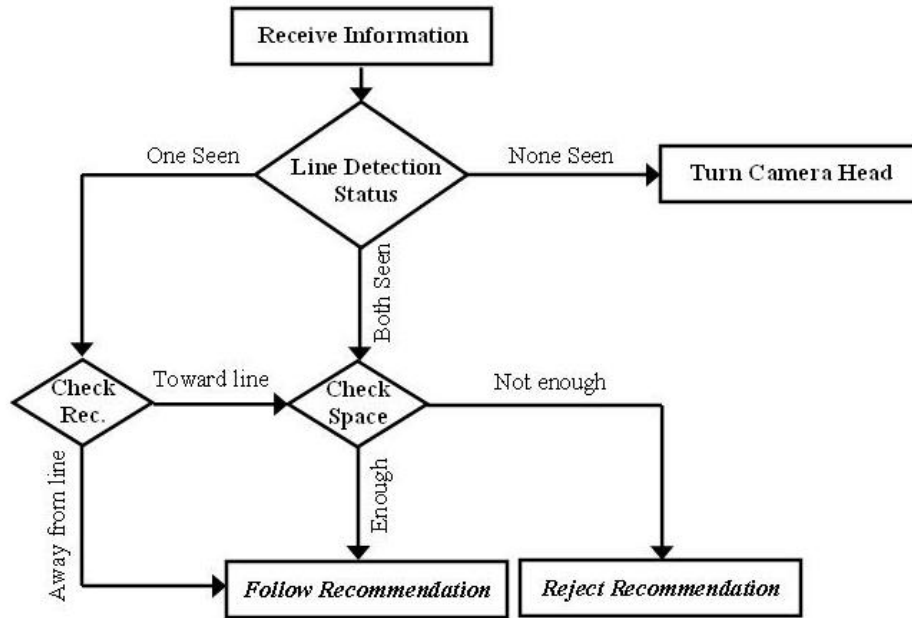 Receive Information
One Seen
Line Detection
Status
None Seen
Turn Camera Head
Both Seen
Check
Rec.
Toward line
Check
Space
Not enough
Away from line
Enough
Follow Recommendation
Reject Recommendation